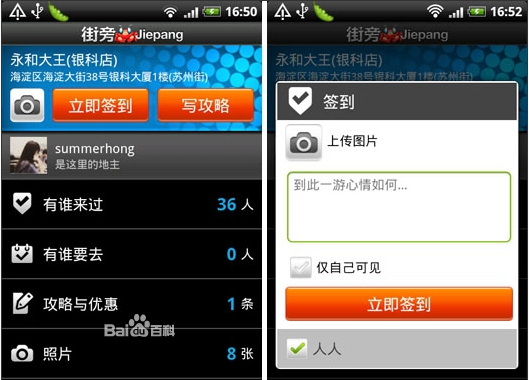 16:50
街旁 Jiepang
永和大王(银科店)
海淀区海淀大街38号银科大厦1楼(苏州街)
立即签到
写攻略
summerhong
是这里的地主
有谁来过 36 人
有谁要去 0 人
攻略与优惠 1 条
Bai du 百科
照片 8 张
16:52
街旁 Jiepang
永和大王(银科店)
海淀区海淀大街38号银科大厦1楼(苏州街)
签到
上传图片
到此一游心情如何...
仅自己可见
立即签到
人人